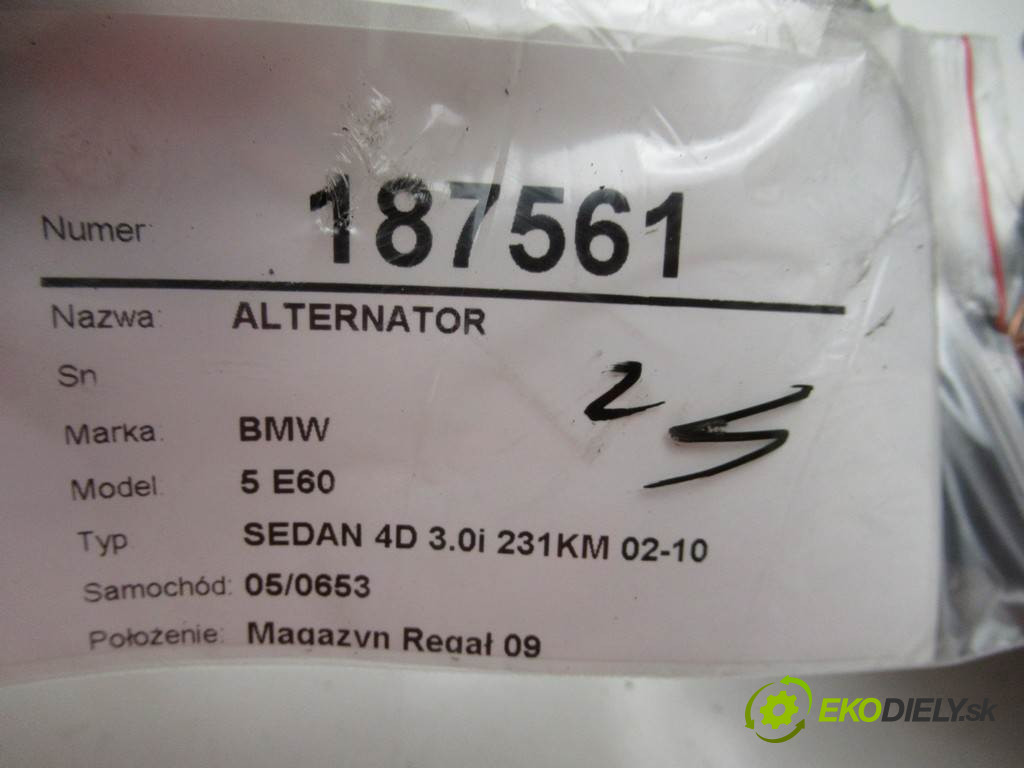 Numer: 187561
Nazwa: ALTERNATOR
Sn
Marka: BMW
Model: 5 E60
Typ SEDAN 4D 3.0i 231KM 02-10
Samochód: 05/0653
Położenie: Magazyn Regał 09
25
EKODIELY.sk